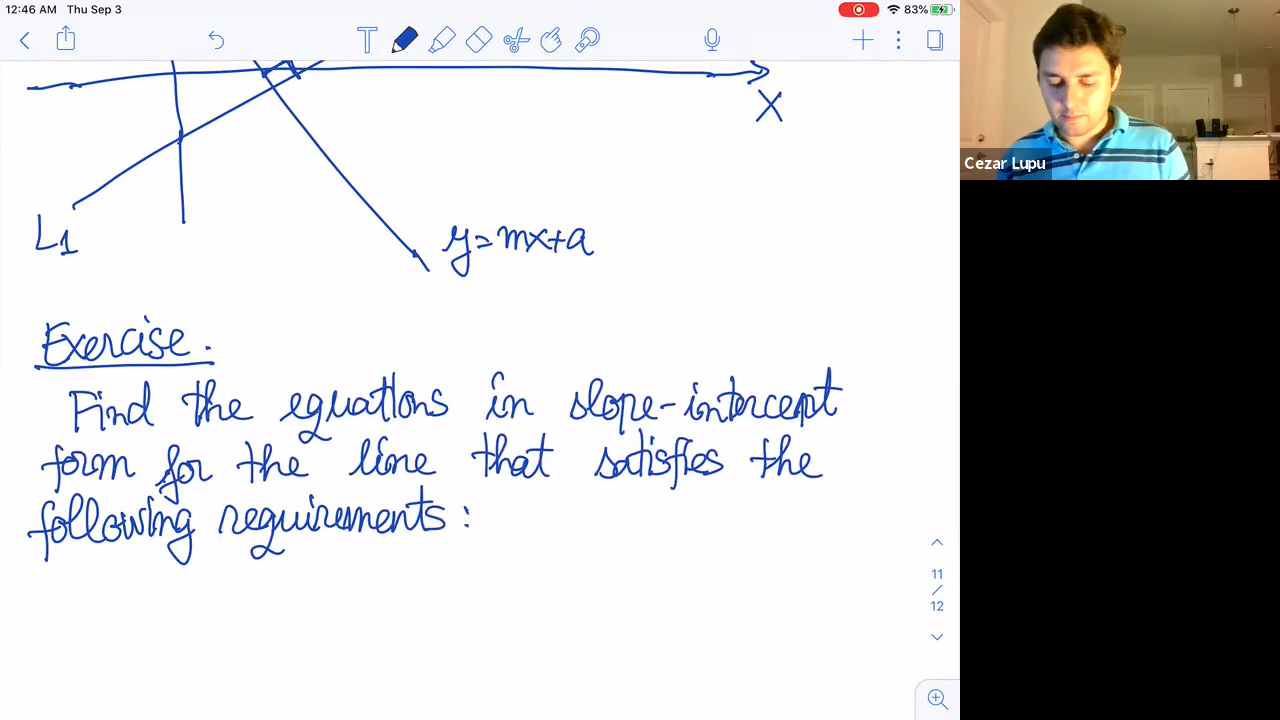 12:46 AM Thu Sep 3
83%
T
Cezar Lupu
X
L1
y=mx+a
Exercise.
Find the equations in slope-intercept
form for the line that satisfies the
following requirements:
11
/
12